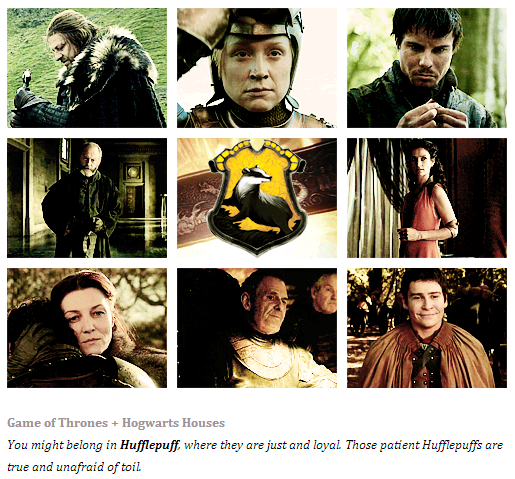 Game of Thrones + Hogwarts Houses
You might belong in Hufflepuff, where they are just and loyal. Those patient Hufflepuffs are
true and unafraid of toil.